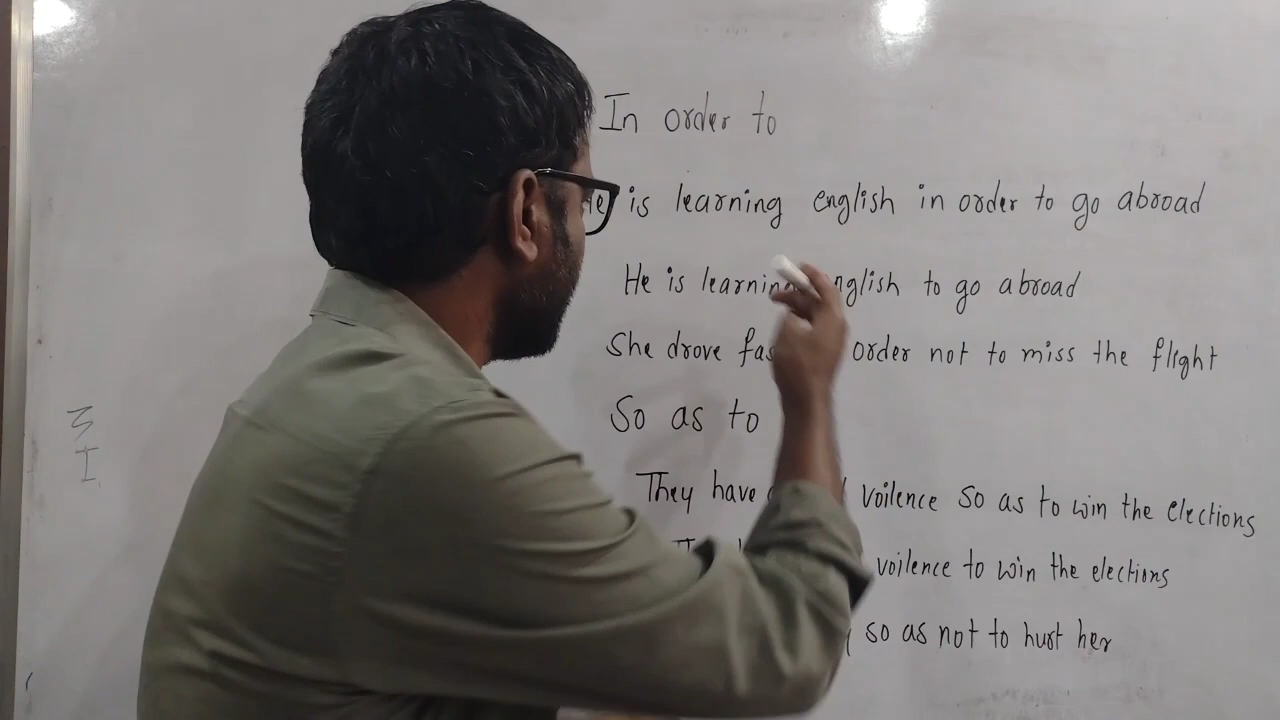 In order to
is learning english in order to go abroad
He is learning english to go abroad
She drove order not to miss the flight
So as to
They have voilence so as to win the elections
voilence to win the elections
so as not to hurt her